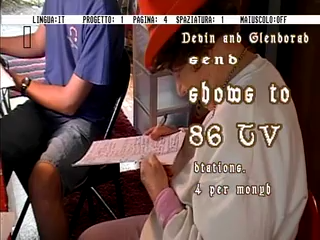 LINGUA:IT PROGETTO: 1 PAGINA: 4 SPAZIATURA: 1 MAIUSCOLO:OFF
Devin and Glenborab
send
shows to
86 TV
btations.
4 per monyb